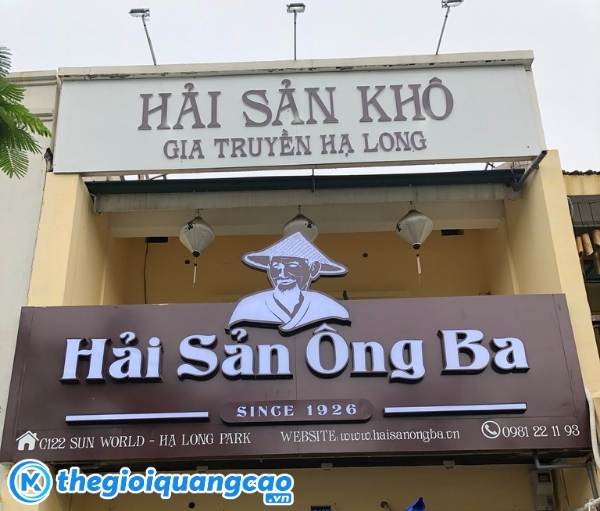 HẢI SẢN KHÔ
GIA TRUYỀN HẠ LONG
Hải Sản Ông Ba
SINCE 1926
C122 SUN WORLD - HẠ LONG PARK WEBSITE: www.haisanongba.vn 0981 22 11 93
thegioiquangcao.vn